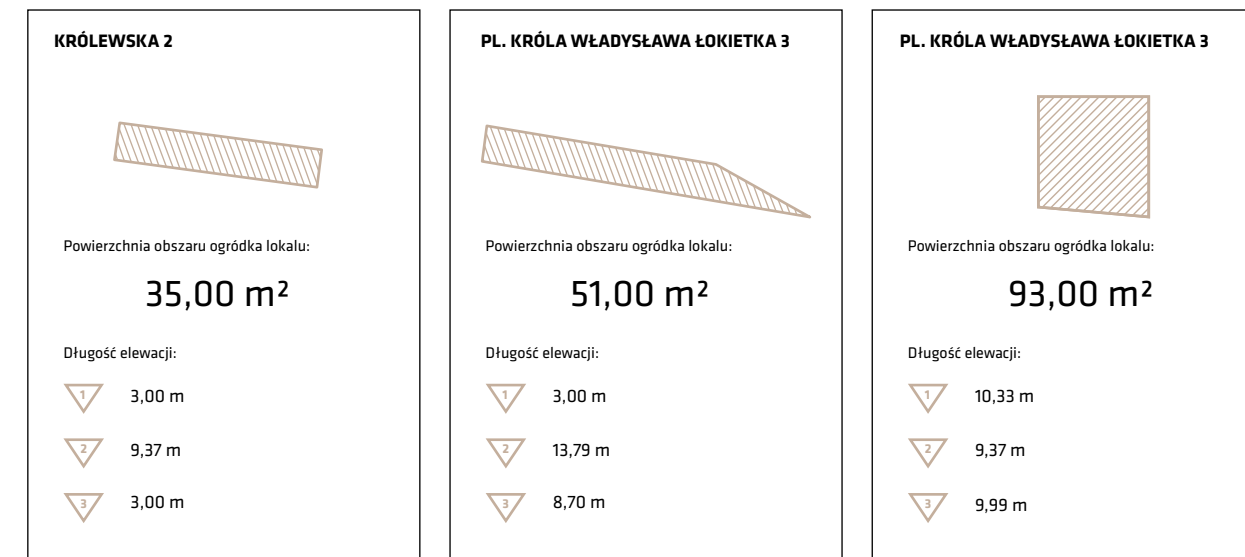 KRÓLEWSKA 2
Powierzchnia obszaru ogródka lokalu:
35,00 m²
Długość elewacji:
1 3,00 m
2 9,37 m
3 3,00 m
PL. KRÓLA WŁADYSŁAWA ŁOKIETKA 3
Powierzchnia obszaru ogródka lokalu:
51,00 m²
Długość elewacji:
1 3,00 m
2 13,79 m
3 8,70 m
PL. KRÓLA WŁADYSŁAWA ŁOKIETKA 3
Powierzchnia obszaru ogródka lokalu:
93,00 m²
Długość elewacji:
1 10,33 m
2 9,37 m
3 9,99 m